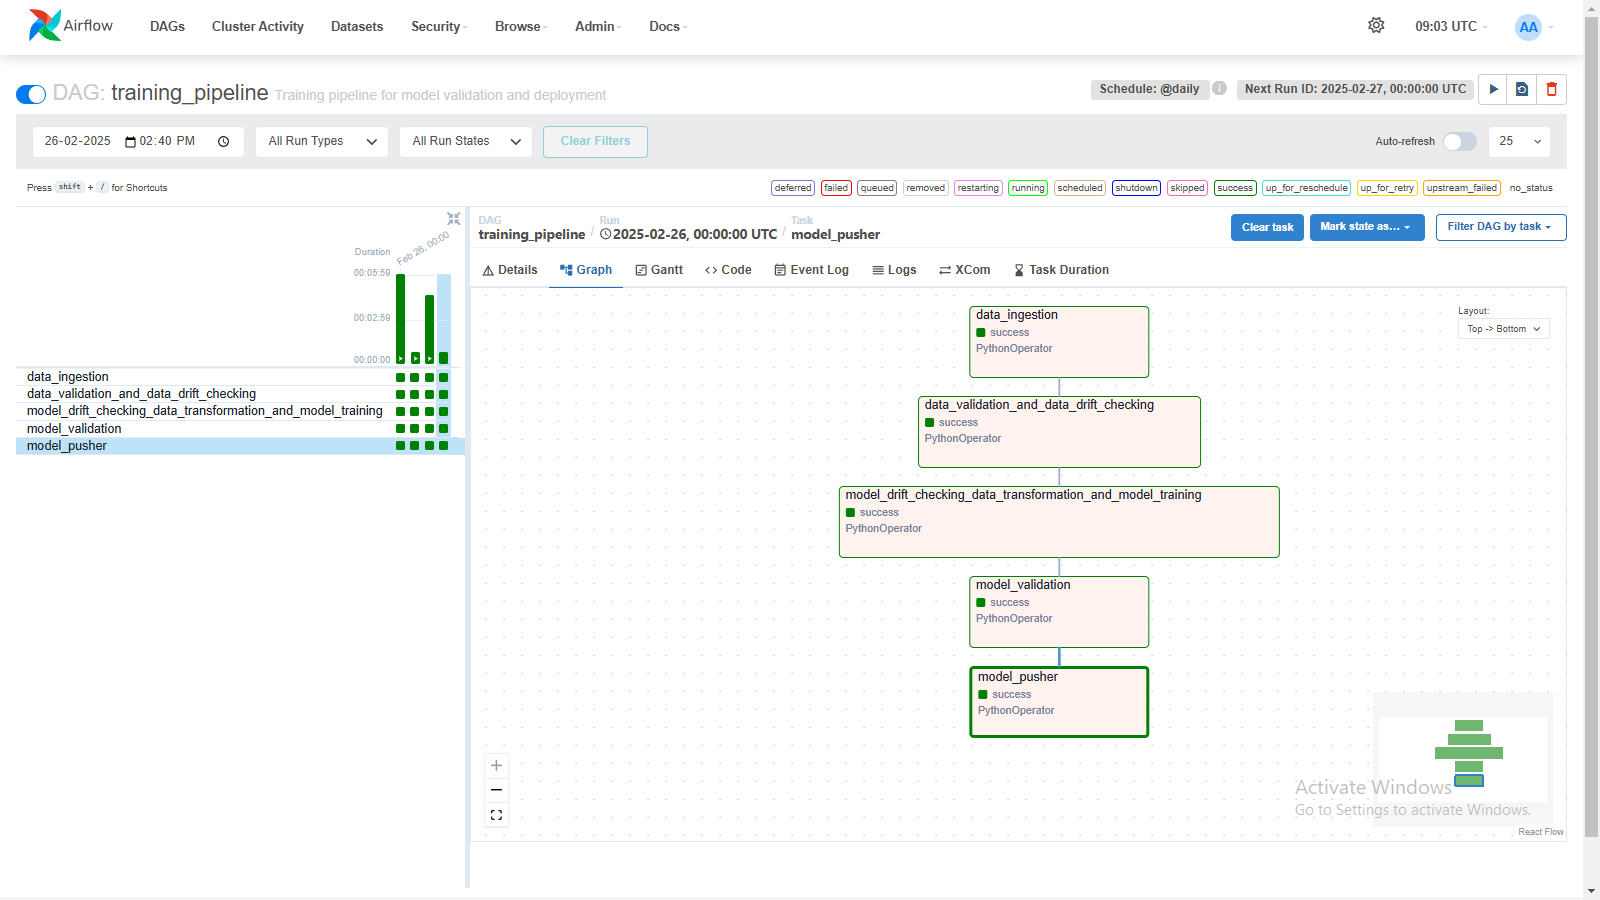 Airflow DAGs Cluster Activity Datasets Security Browse Admin Docs 09:03 UTC AA
DAG: training_pipeline Training pipeline for model validation and deployment Schedule: @daily i Next Run ID: 2025-02-27, 00:00:00 UTC
26-02-2025 02:40 PM All Run Types All Run States Clear Filters Auto-refresh 25
Press shift + / for Shortcuts deferred failed queued removed restarting running scheduled shutdown skipped success up_for_reschedule up_for_retry upstream_failed no_status
DAG Run Task
training_pipeline / 2025-02-26, 00:00:00 UTC / model_pusher Clear task Mark state as... Filter DAG by task
Details Graph Gantt Code Event Log Logs XCom Task Duration
Feb 26, 00:00
Duration
00:05:59
00:02:59
00:00:00
data_ingestion
data_validation_and_data_drift_checking
model_drift_checking_data_transformation_and_model_training
model_validation
model_pusher
Layout:
Top -> Bottom
data_ingestion
success
PythonOperator
data_validation_and_data_drift_checking
success
PythonOperator
model_drift_checking_data_transformation_and_model_training
success
PythonOperator
model_validation
success
PythonOperator
model_pusher
success
PythonOperator
Activate Windows
Go to Settings to activate Windows.
React Flow